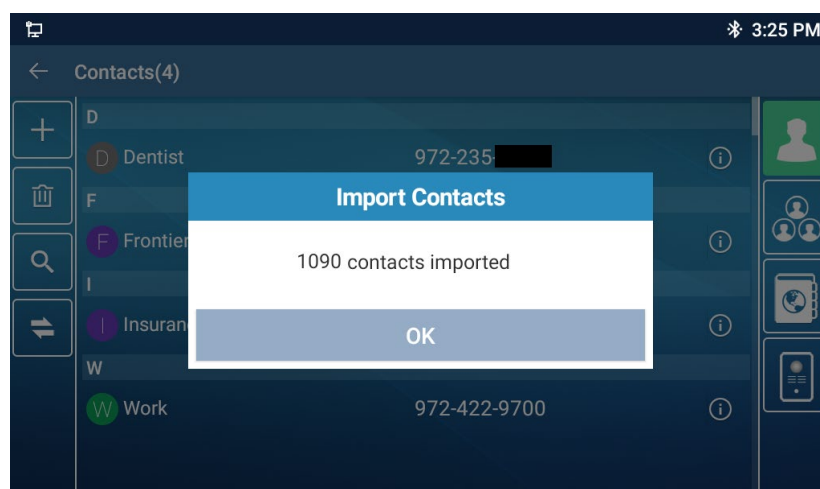 3:25 PM
Contacts(4)
D
D Dentist 972-235-
F
Import Contacts
F Frontier
1090 contacts imported
I
I
OK
W
W Work 972-422-9700